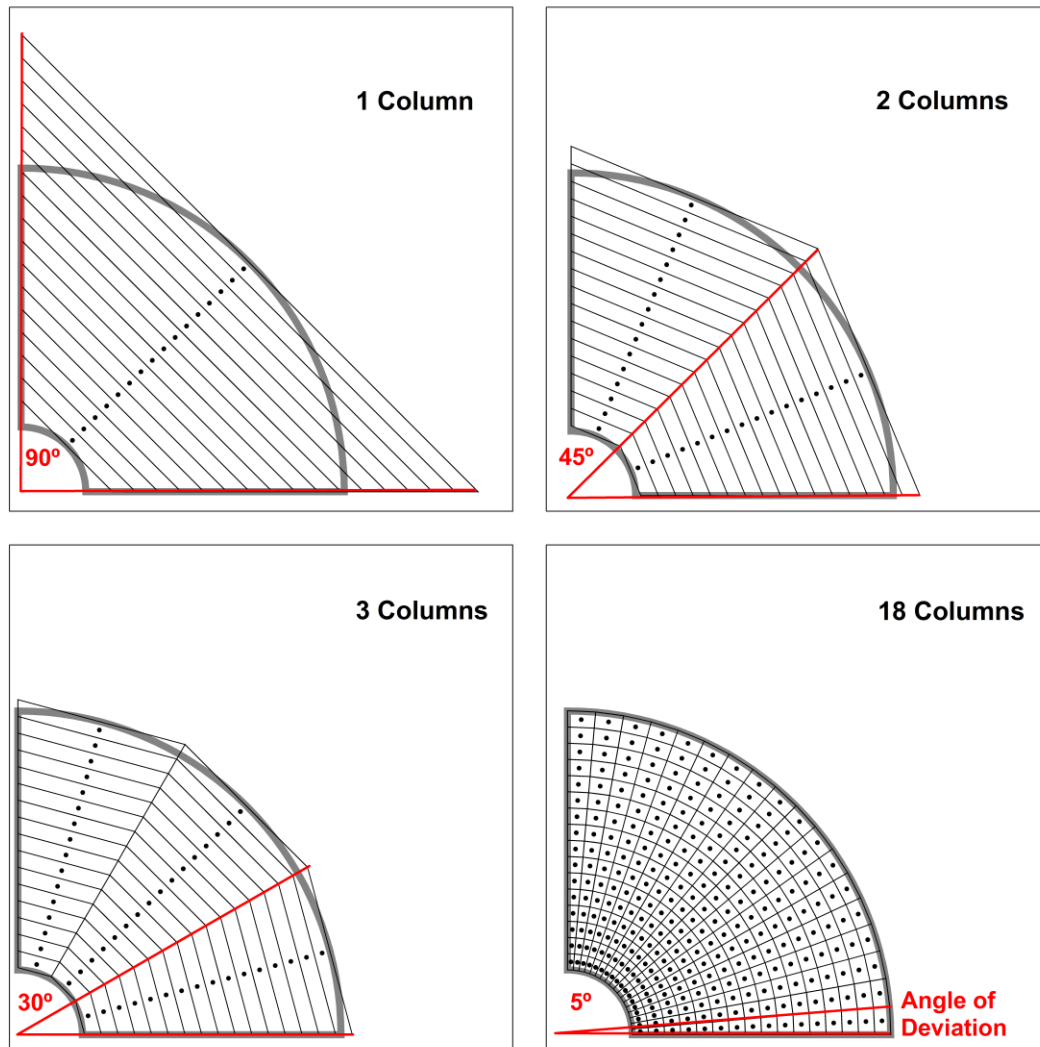 1 Column
90º
2 Columns
45º
3 Columns
30º
18 Columns
5º
Angle of
Deviation